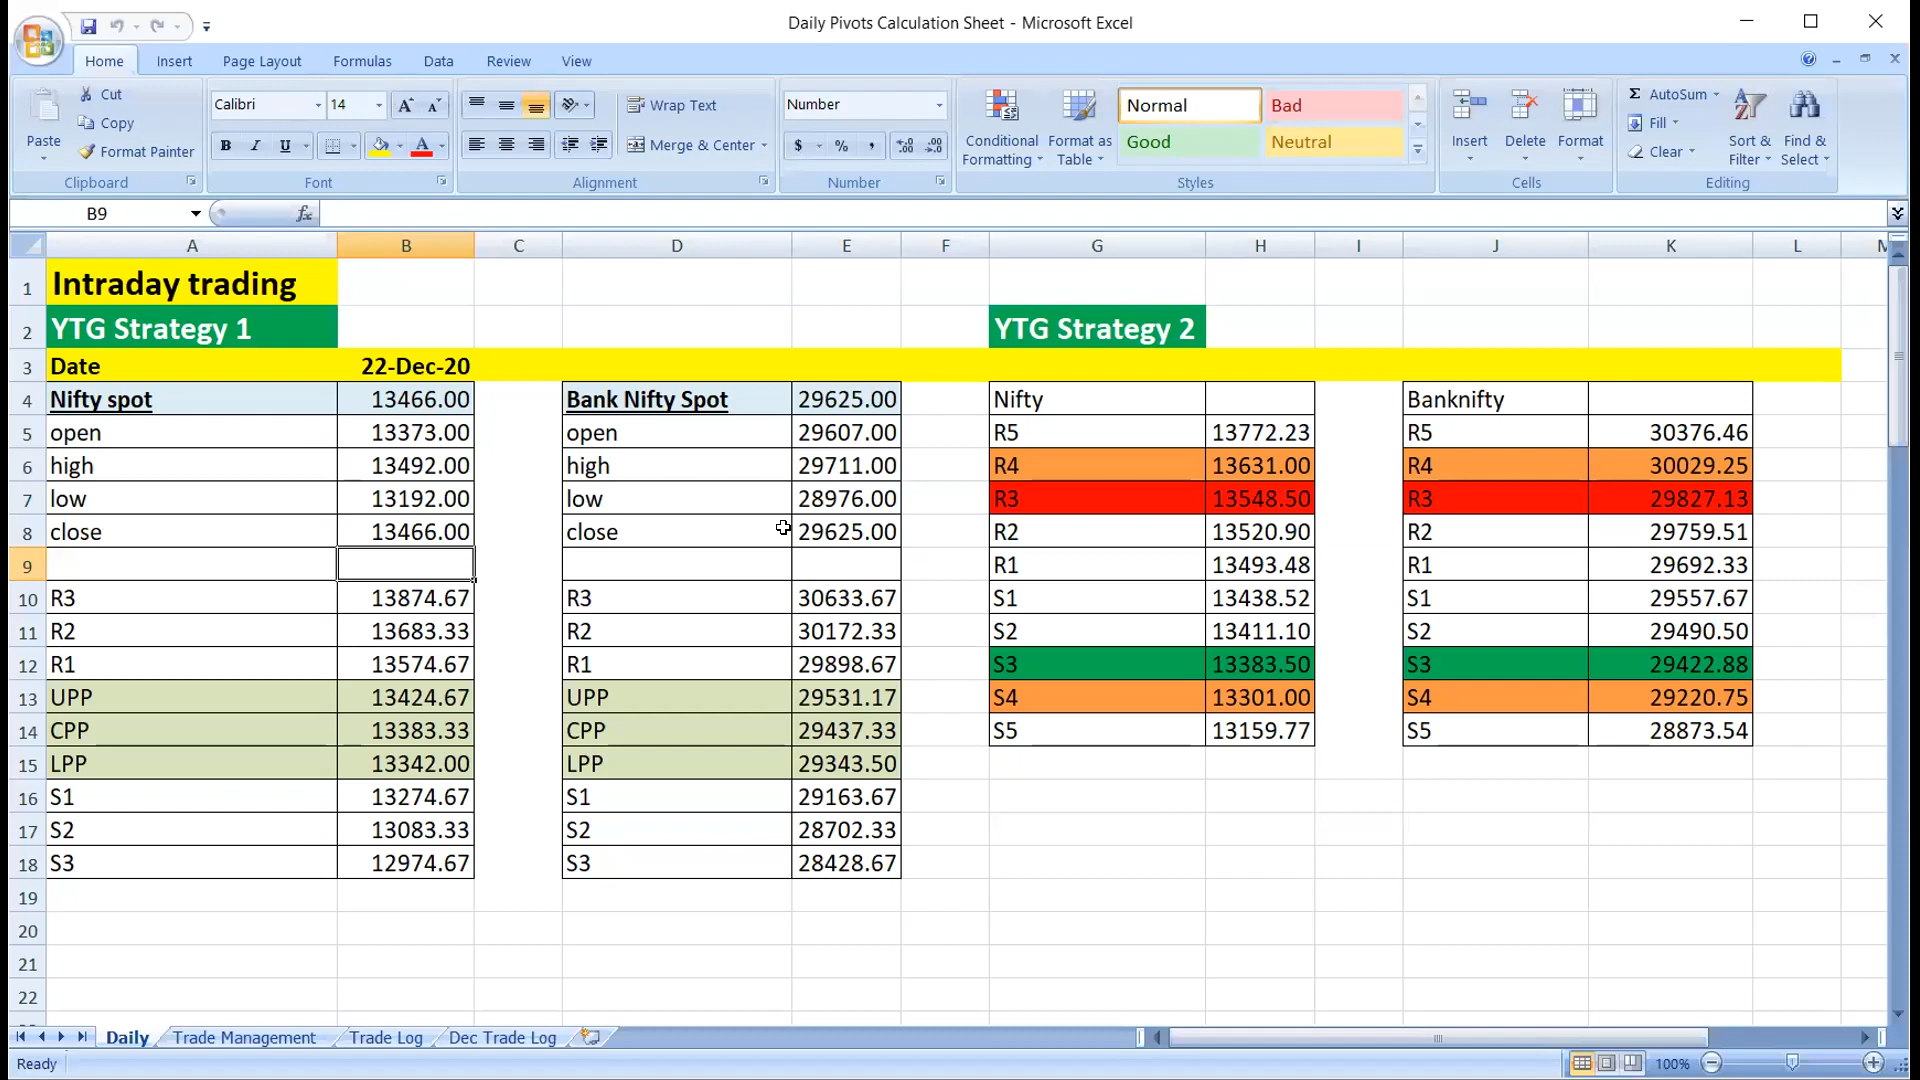 Daily Pivots Calculation Sheet - Microsoft Excel
Home Insert Page Layout Formulas Data Review View
Paste
Cut
Copy
Format Painter
Clipboard
Calibri 14
B I U
Font
Wrap Text
Merge & Center
Alignment
Number
$ % ,
Number
Conditional Formatting
Format as Table
Normal Bad
Good Neutral
Styles
Insert Delete Format
Cells
Σ AutoSum
Fill
Clear
Sort & Filter
Find & Select
Editing
B9 fx
A B C D E F G H I J K L M
1 Intraday trading
2 YTG Strategy 1 YTG Strategy 2
3 Date 22-Dec-20
4 Nifty spot 13466.00 Bank Nifty Spot 29625.00 Nifty Banknifty
5 open 13373.00 open 29607.00 R5 13772.23 R5 30376.46
6 high 13492.00 high 29711.00 R4 13631.00 R4 30029.25
7 low 13192.00 low 28976.00 R3 13548.50 R3 29827.13
8 close 13466.00 close 29625.00 R2 13520.90 R2 29759.51
9 R1 13493.48 R1 29692.33
10 R3 13874.67 R3 30633.67 S1 13438.52 S1 29557.67
11 R2 13683.33 R2 30172.33 S2 13411.10 S2 29490.50
12 R1 13574.67 R1 29898.67 S3 13383.50 S3 29422.88
13 UPP 13424.67 UPP 29531.17 S4 13301.00 S4 29220.75
14 CPP 13383.33 CPP 29437.33 S5 13159.77 S5 28873.54
15 LPP 13342.00 LPP 29343.50
16 S1 13274.67 S1 29163.67
17 S2 13083.33 S2 28702.33
18 S3 12974.67 S3 28428.67
19
20
21
22
Daily Trade Management Trade Log Dec Trade Log
Ready 100%